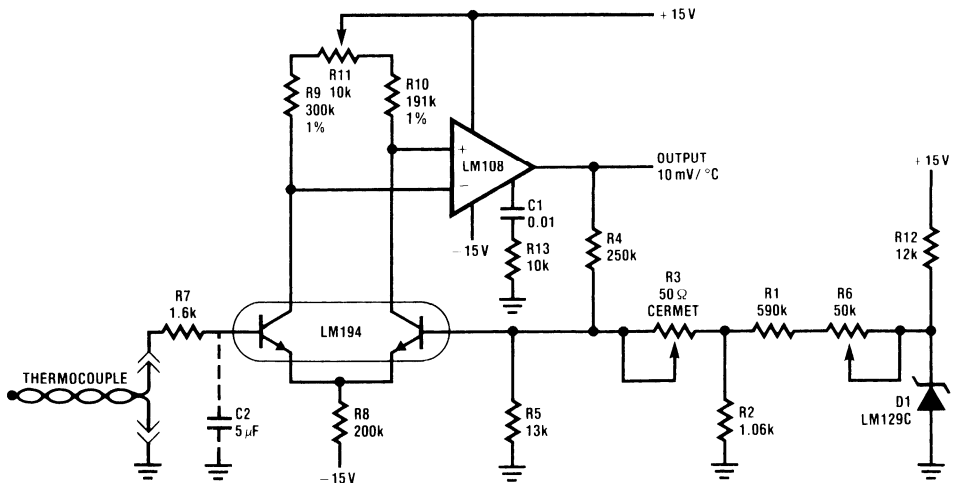 +15V
R11
10k
R9
300k
1%
R10
191k
1%
+
LM108
−
OUTPUT
10 mV/°C
+15V
C1
0.01
−15V
R13
10k
R4
250k
R12
12k
R7
1.6k
LM194
R3
50Ω
CERMET
R1
590k
R6
50k
THERMOCOUPLE
C2
5μF
R8
200k
−15V
R5
13k
R2
1.06k
D1
LM129C